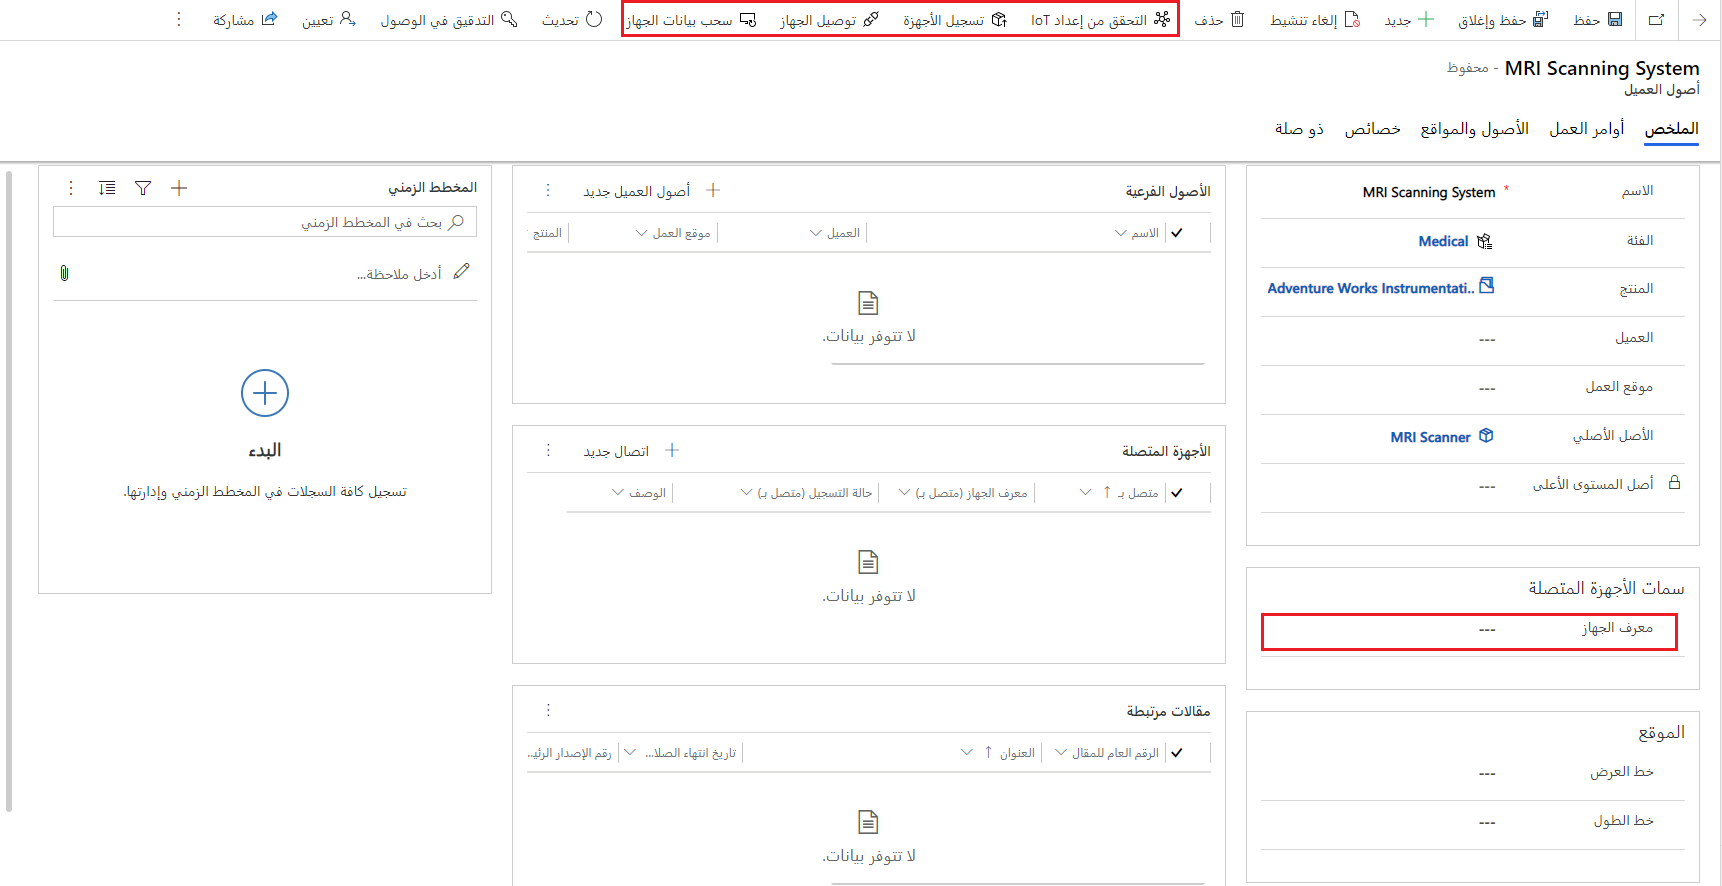 حفظ
حفظ وإغلاق
جديد
إلغاء تنشيط
حذف
التحقق من إعداد IoT
تسجيل الأجهزة
توصيل الجهاز
سحب بيانات الجهاز
تحديث
التدقيق في الوصول
تعيين
مشاركة
MRI Scanning System - محفوظ
أصول العميل
الملخص
أوامر العمل
الأصول والمواقع
خصائص
ذو صلة
الاسم
* MRI Scanning System
الفئة
Medical
المنتج
Adventure Works Instrumentati..
العميل
---
موقع العمل
---
الأصل الأصلي
MRI Scanner
أصل المستوى الأعلى
---
سمات الأجهزة المتصلة
معرف الجهاز
---
الموقع
خط العرض
---
خط الطول
---
الأصول الفرعية
أصول العميل جديد
الاسم
العميل
موقع العمل
المنتج
لا تتوفر بيانات.
الأجهزة المتصلة
اتصال جديد
متصل بـ
معرف الجهاز (متصل بـ)
حالة التسجيل (متصل بـ)
الوصف
لا تتوفر بيانات.
مقالات مرتبطة
الرقم العام للمقال
العنوان
تاريخ انتهاء الصلا...
رقم الإصدار الرئيـ..
لا تتوفر بيانات.
المخطط الزمني
بحث في المخطط الزمني
أدخل ملاحظة...
البدء
تسجيل كافة السجلات في المخطط الزمني وإدارتها.